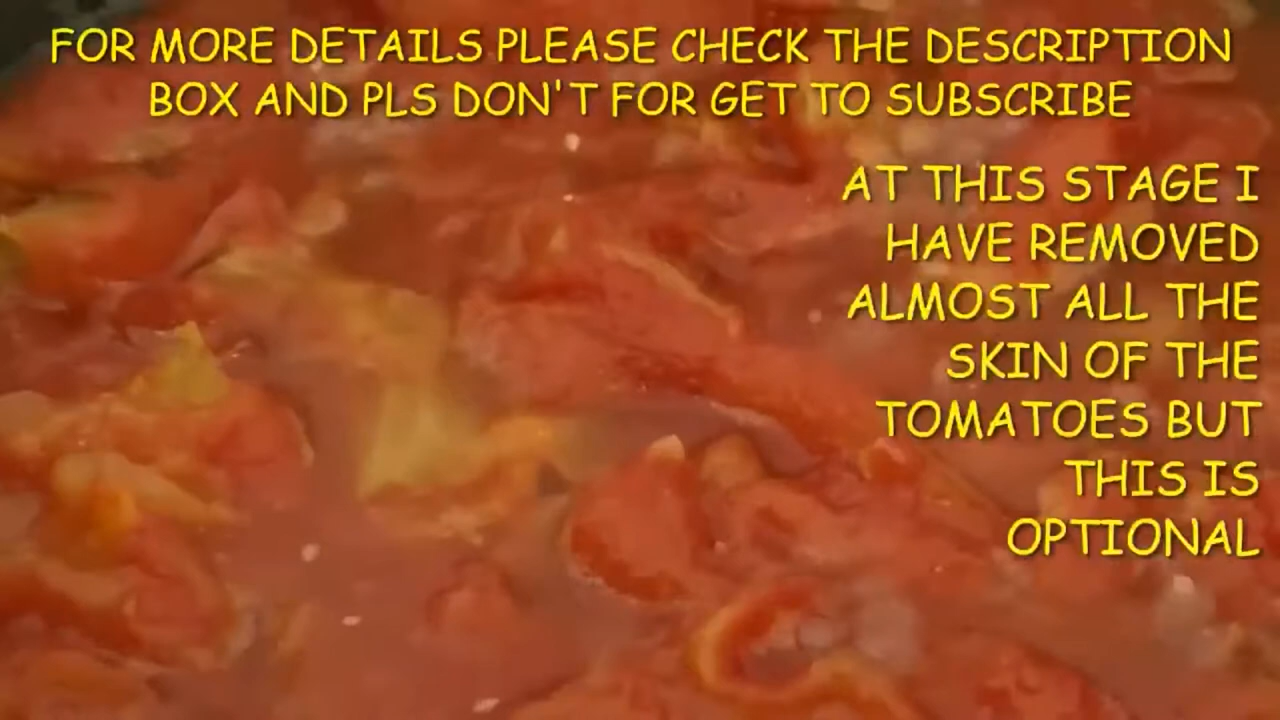 FOR MORE DETAILS PLEASE CHECK THE DESCRIPTION
BOX AND PLS DON'T FOR GET TO SUBSCRIBE
AT THIS STAGE I
HAVE REMOVED
ALMOST ALL THE
SKIN OF THE
TOMATOES BUT
THIS IS
OPTIONAL